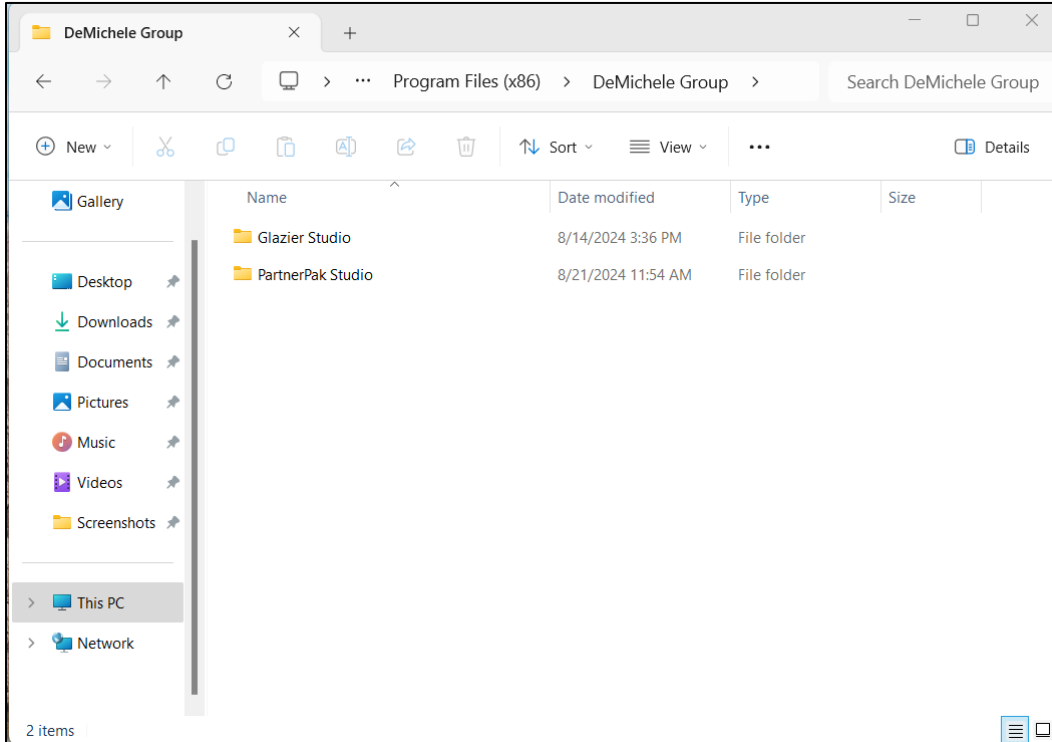 DeMichele Group
Program Files (x86) DeMichele Group
Search DeMichele Group
New
Sort
View
Details
Gallery
Desktop
Downloads
Documents
Pictures
Music
Videos
Screenshots
This PC
Network
Name Date modified Type Size
Glazier Studio 8/14/2024 3:36 PM File folder
PartnerPak Studio 8/21/2024 11:54 AM File folder
2 items